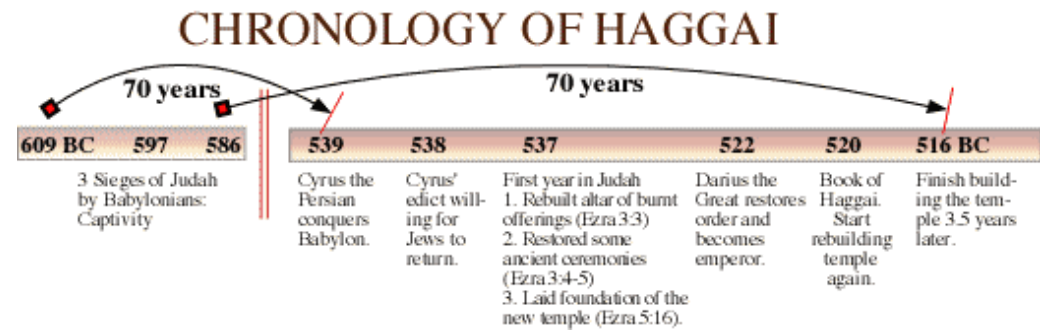 CHRONOLOGY OF HAGGAI
70 years
70 years
609 BC 597 586 539 538 537 522 520 516 BC
3 Sieges of Judah
by Babylonians:
Captivity
Cyrus the
Persian
conquers
Babylon.
Cyrus'
edict will-
ing for
Jews to
return.
First year in Judah
1. Rebuilt altar of burnt
offerings (Ezra 3:3)
2. Restored some
ancient ceremonies
(Ezra 3:4-5)
3. Laid foundation of the
new temple (Ezra 5:16).
Darius the
Great restores
order and
becomes
emperor.
Book of
Haggai.
Start
rebuilding
temple
again.
Finish build-
ing the tem-
ple 3.5 years
later.